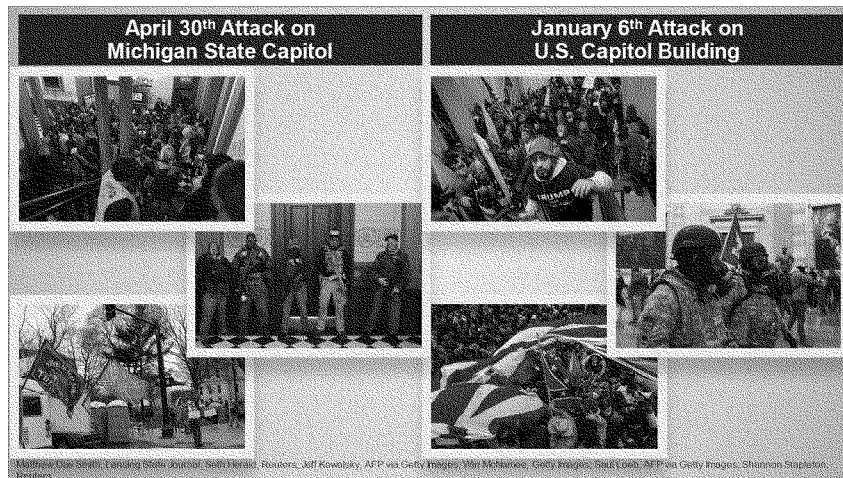 April 30th Attack on
Michigan State Capitol
January 6th Attack on
U.S. Capitol Building
TRUMP
Matthew Dae Smith, Lansing State Journal; Seth Herald, Reuters, Jeff Kowalsky, AFP via Getty Images; Win McNamee, Getty Images; Saul Loeb, AFP via Getty Images; Shannon Stapleton,
Reuters